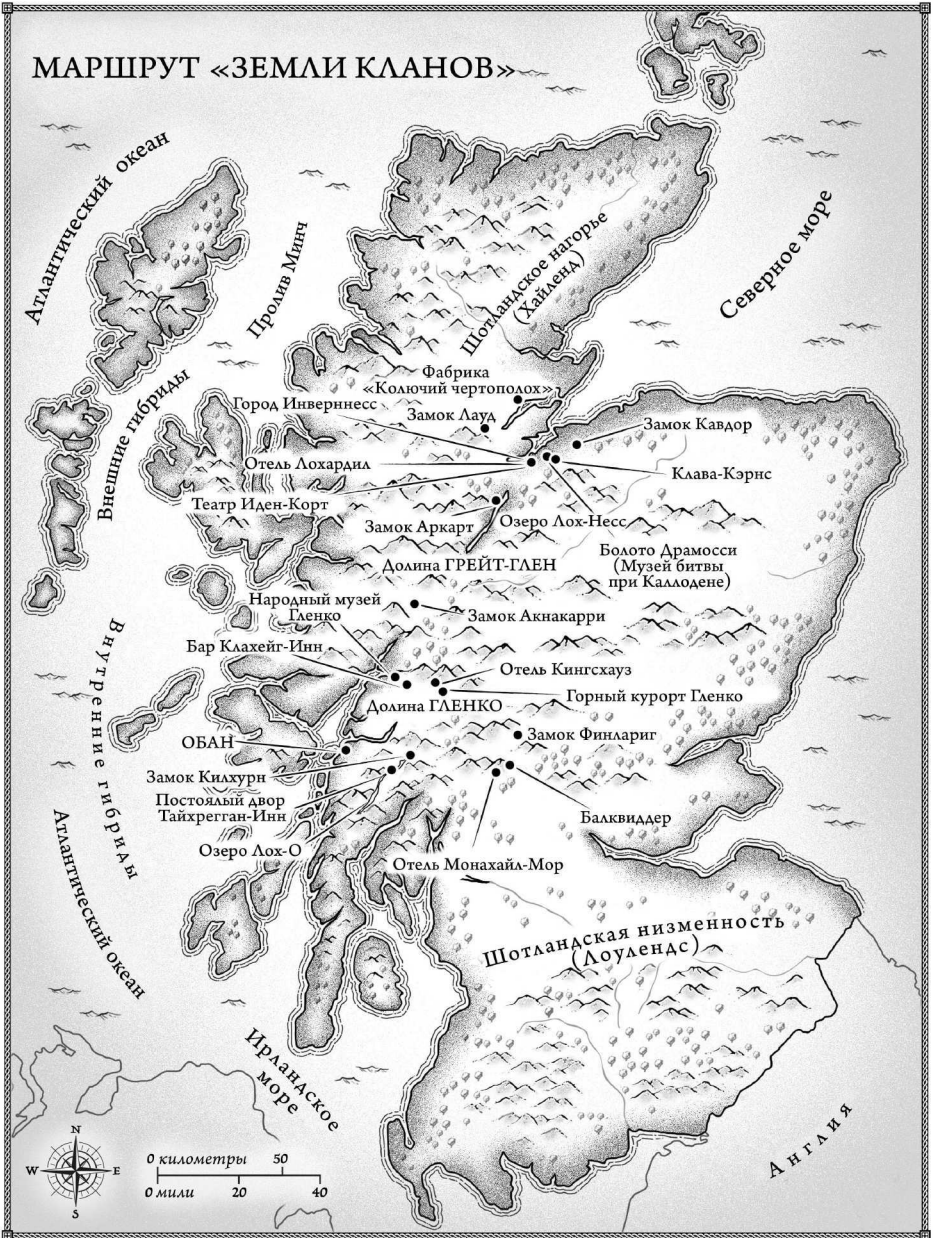 МАРШРУТ «ЗЕМЛИ КЛАНОВ»
Атлантический океан
Пролив Минч
Северное море
Шотландское нагорье
(Хайленд)
Внешние гибриды
Фабрика
«Колючий чертополох»
Город Инверннесс
Замок Лауд
Замок Кавдор
Отель Лохардил
Клава-Кэрнс
Театр Иден-Корт
Замок Аркарт
Озеро Лох-Несс
Долина ГРЕЙТ-ГЛЕН
Болото Драмосси
(Музей битвы
при Каллодене)
Народный музей
Гленко
Замок Акнакарри
Бар Клахейг-Инн
Отель Кингсхауз
Горный курорт Гленко
Долина ГЛЕНКО
Внутренние гибриды
ОБАН
Замок Финлариг
Замок Килхурн
Постоялый двор
Тайхрегган-Инн
Балквиддер
Озеро Лох-О
Отель Монахайл-Мор
Атлантический океан
Шотландская низменность
(Лоулендс)
Ирландское
море
Англия
N
W
E
S
0 километры 50
0 мили 20 40